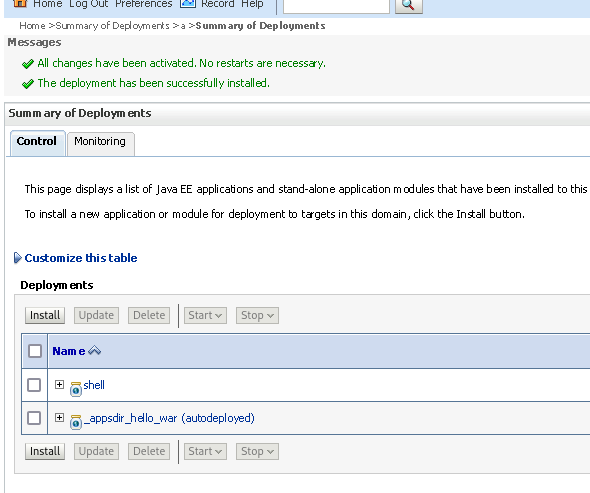 Home Log Out Preferences Record Help
Home >Summary of Deployments >a >Summary of Deployments
Messages
All changes have been activated. No restarts are necessary.
The deployment has been successfully installed.
Summary of Deployments
Control Monitoring
This page displays a list of Java EE applications and stand-alone application modules that have been installed to this
To install a new application or module for deployment to targets in this domain, click the Install button.
Customize this table
Deployments
Install Update Delete Start Stop
Name
shell
_appsdir_hello_war (autodeployed)
Install Update Delete Start Stop